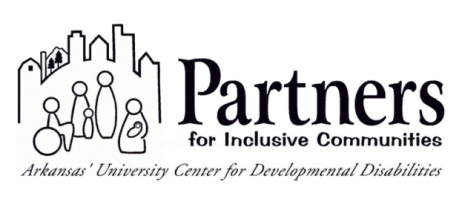 Partners
for Inclusive Communities
Arkansas' University Center for Developmental Disabilities